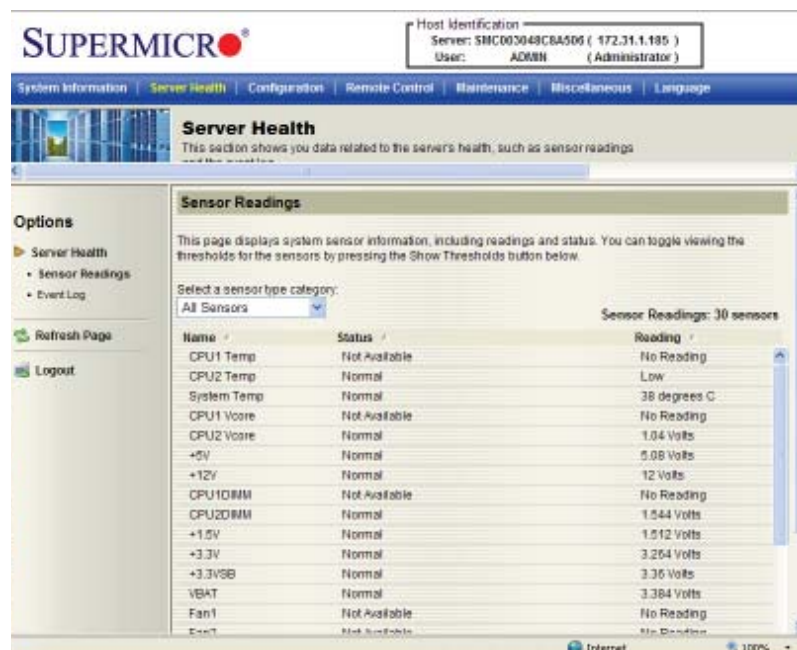 SUPERMICRO®
Host Identification
Server: SMC003048C8A506 ( 172.31.1.185 )
User: ADMIN ( Administrator )
System Information | Server Health | Configuration | Remote Control | Maintenance | Miscellaneous | Language
Server Health
This section shows you data related to the server's health, such as sensor readings
and the event log
Options
Server Health
• Sensor Readings
• Event Log
Refresh Page
Logout
Sensor Readings
This page displays system sensor information, including readings and status. You can toggle viewing the
thresholds for the sensors by pressing the Show Thresholds button below.
Select a sensor type category:
All Sensors
Sensor Readings: 30 sensors
Name Status Reading
CPU1 Temp Not Available No Reading
CPU2 Temp Normal Low
System Temp Normal 38 degrees C
CPU1 Vcore Not Available No Reading
CPU2 Vcore Normal 1.04 Volts
+5V Normal 5.08 Volts
+12V Normal 12 Volts
CPU1DIMM Not Available No Reading
CPU2DIMM Normal 1.544 Volts
+1.5V Normal 1.512 Volts
+3.3V Normal 3.264 Volts
+3.3VSB Normal 3.36 Volts
VBAT Normal 3.384 Volts
Fan1 Not Available No Reading
Not Available No Reading
Internet 100%